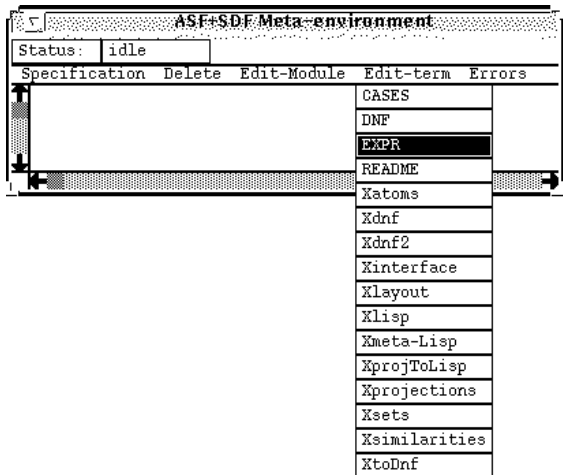 ASF+SDF Meta-environment
Status: idle
Specification Delete Edit-Module Edit-term Errors
CASES
DNF
EXPR
README
Xatoms
Xdnf
Xdnf2
Xinterface
Xlayout
Xlisp
Xmeta-Lisp
XprojToLisp
Xprojections
Xsets
Xsimilarities
XtoDnf